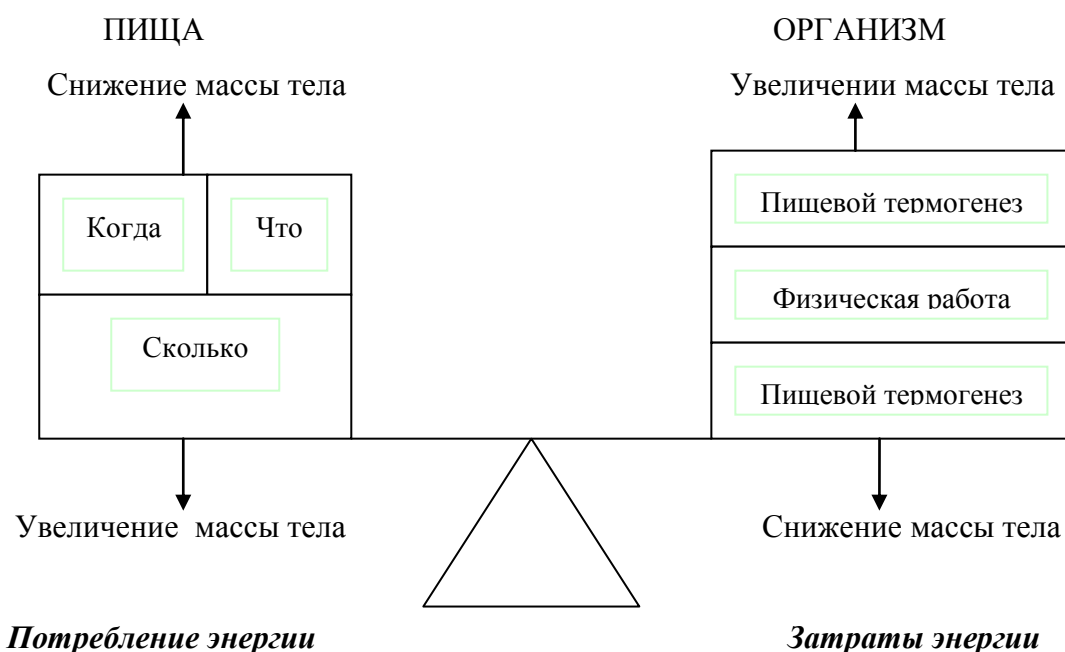 ПИЩА
ОРГАНИЗМ
Снижение массы тела
Увеличении массы тела
Когда
Что
Сколько
Пищевой термогенез
Физическая работа
Пищевой термогенез
Увеличение массы тела
Снижение массы тела
Потребление энергии
Затраты энергии